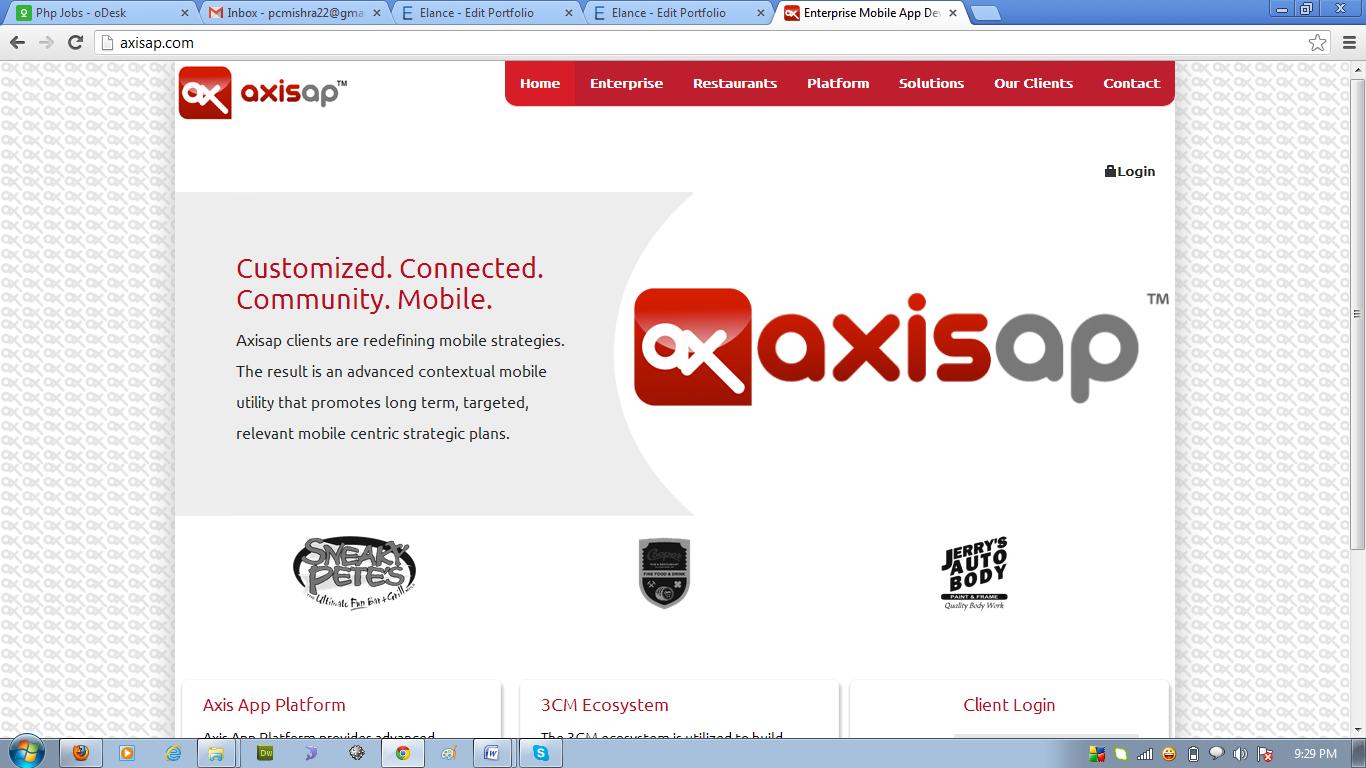 Php Jobs - oDesk
Inbox - pcmishra22@gma
Elance - Edit Portfolio
Elance - Edit Portfolio
Enterprise Mobile App De
axisap.com
ax axisap™
Home Enterprise Restaurants Platform Solutions Our Clients Contact
Login
Customized. Connected.
Community. Mobile.
Axisap clients are redefining mobile strategies.
The result is an advanced contextual mobile
utility that promotes long term, targeted,
relevant mobile centric strategic plans.
ax axisap™
SNEAKY
PETE'S
The Ultimate Fun Bar + Grill
Cooper
FINE FOOD & DRINK
JERRY'S
AUTO
BODY
PAINT & FRAME
Quality Body Work
Axis App Platform
Axis App Platform provides advanced
3CM Ecosystem
The 3CM ecosystem is utilized to build
Client Login
Dw
9:29 PM